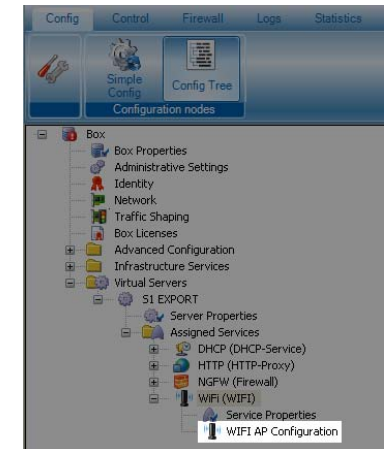 Config Control Firewall Logs Statistics
Simple Config
Config Tree
Configuration nodes
Box
Box Properties
Administrative Settings
Identity
Network
Traffic Shaping
Box Licenses
Advanced Configuration
Infrastructure Services
Virtual Servers
S1 EXPORT
Server Properties
Assigned Services
DHCP (DHCP-Service)
HTTP (HTTP-Proxy)
NGFW (Firewall)
WiFi (WIFI)
Service Properties
WIFI AP Configuration